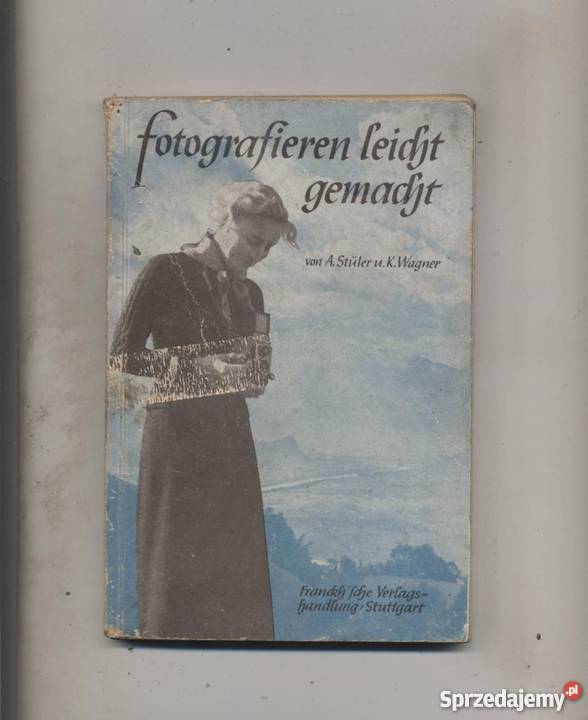 fotografieren leicht
gemacht
von A. Stüler u. K. Wagner
Franckh'sche Verlags=
handlung / Stuttgart
Sprzedajemy.pl